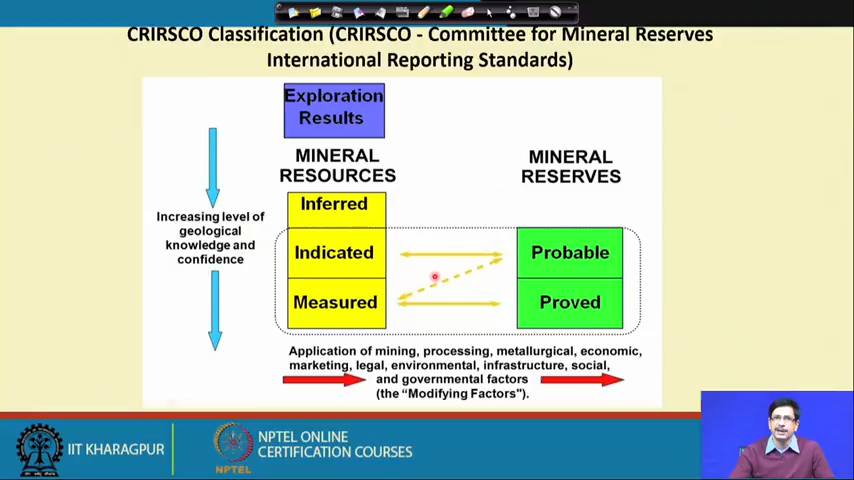 CRIRSCO Classification (CRIRSCO - Committee for Mineral Reserves
International Reporting Standards)
Exploration
Results
MINERAL
RESOURCES
MINERAL
RESERVES
Inferred
Increasing level of
geological
knowledge and
confidence
Indicated
Probable
Measured
Proved
Application of mining, processing, metallurgical, economic,
marketing, legal, environmental, infrastructure, social,
and governmental factors
(the "Modifying Factors").
IIT KHARAGPUR
NPTEL
NPTEL ONLINE
CERTIFICATION COURSES